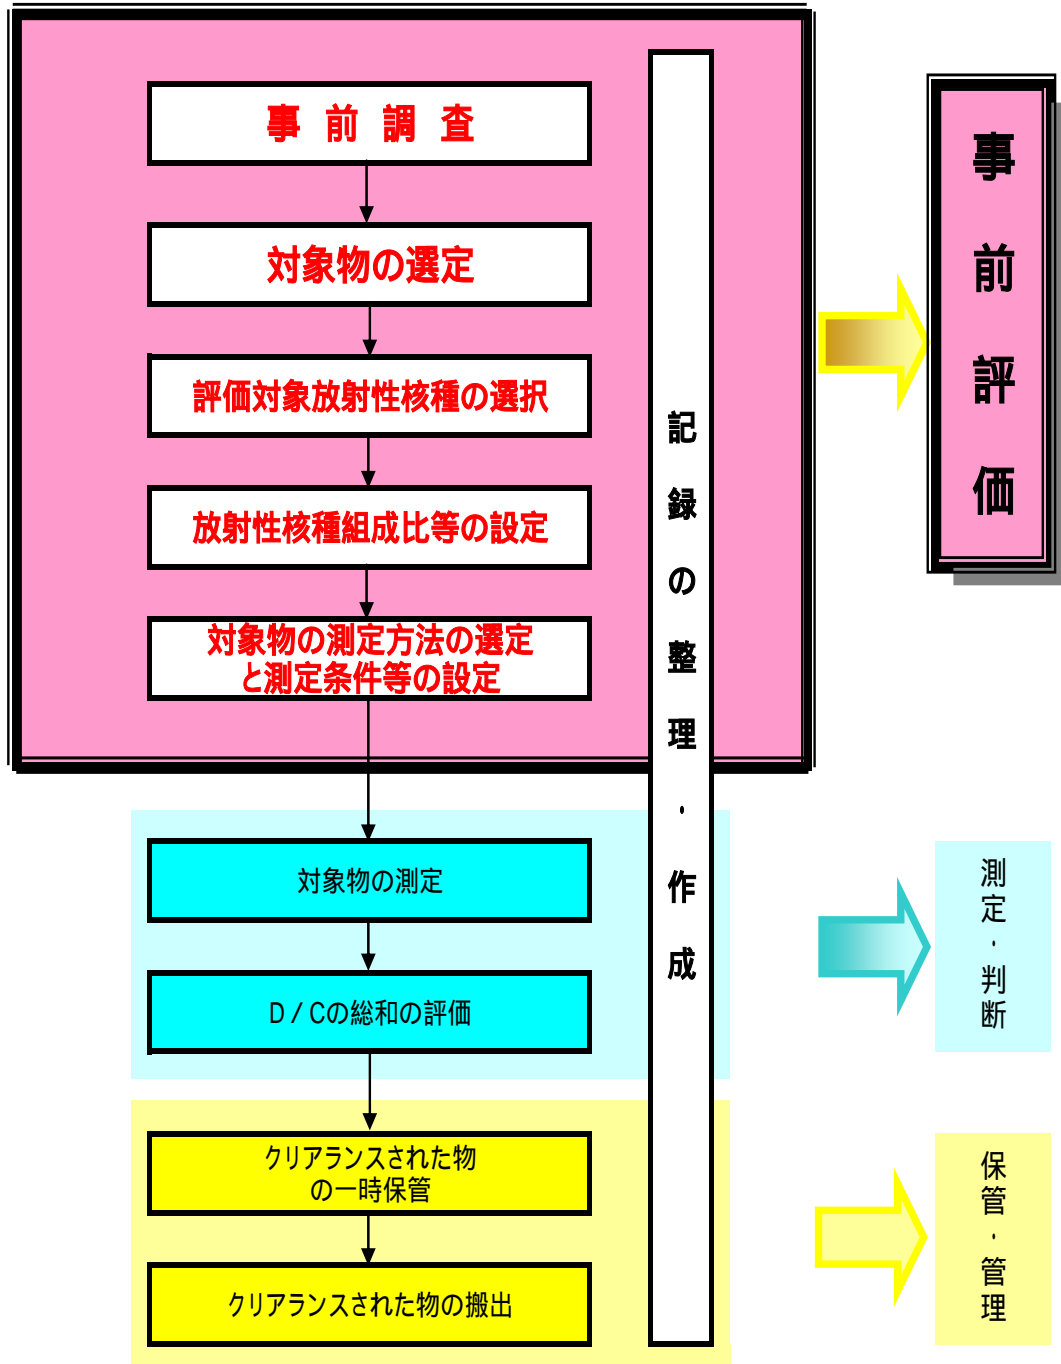 事前調査
対象物の選定
評価対象放射性核種の選択
放射性核種組成比等の設定
対象物の測定方法の選定
と測定条件等の設定
対象物の測定
D/Cの総和の評価
クリアランスされた物
の一時保管
クリアランスされた物の搬出
記録の整理・作成
事前評価
測定・判断
保管・管理